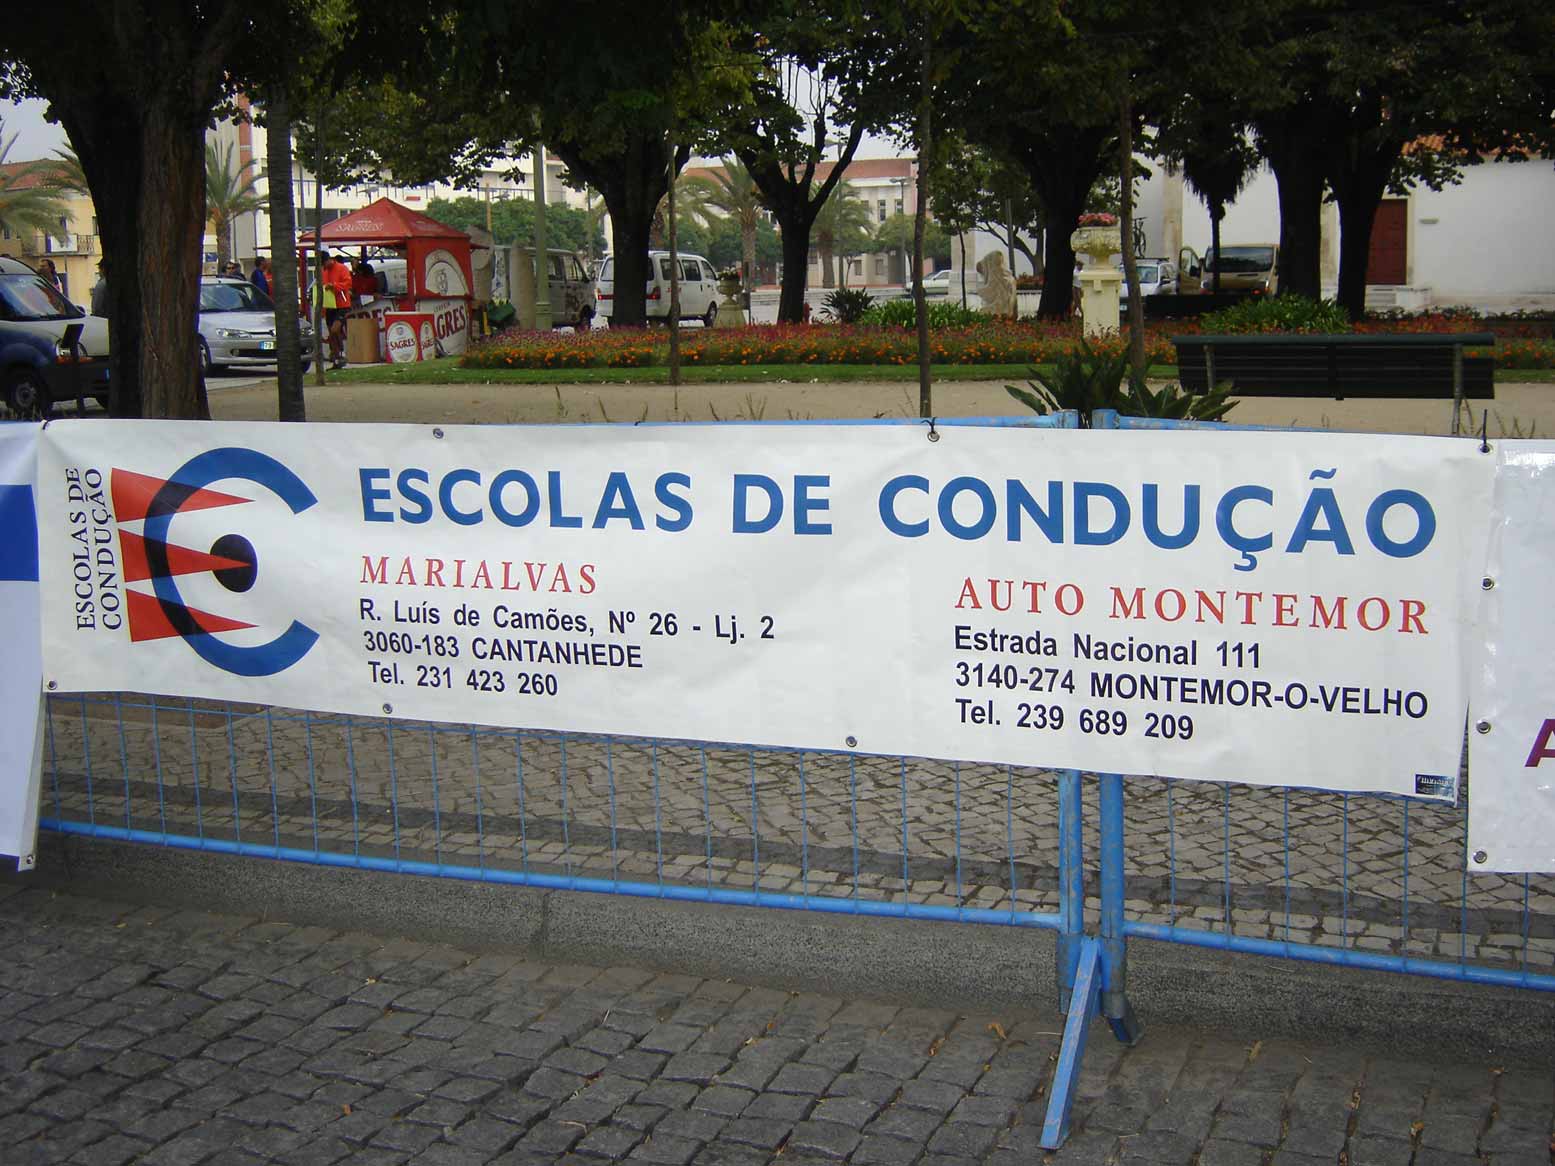 SAGRES
SAGRES
SAGRES
ESCOLAS DE
CONDUÇÃO
ESCOLAS DE CONDUÇÃO
MARIALVAS
R. Luís de Camões, Nº 26 - Lj. 2
3060-183 CANTANHEDE
Tel. 231 423 260
AUTO MONTEMOR
Estrada Nacional 111
3140-274 MONTEMOR-O-VELHO
Tel. 239 689 209